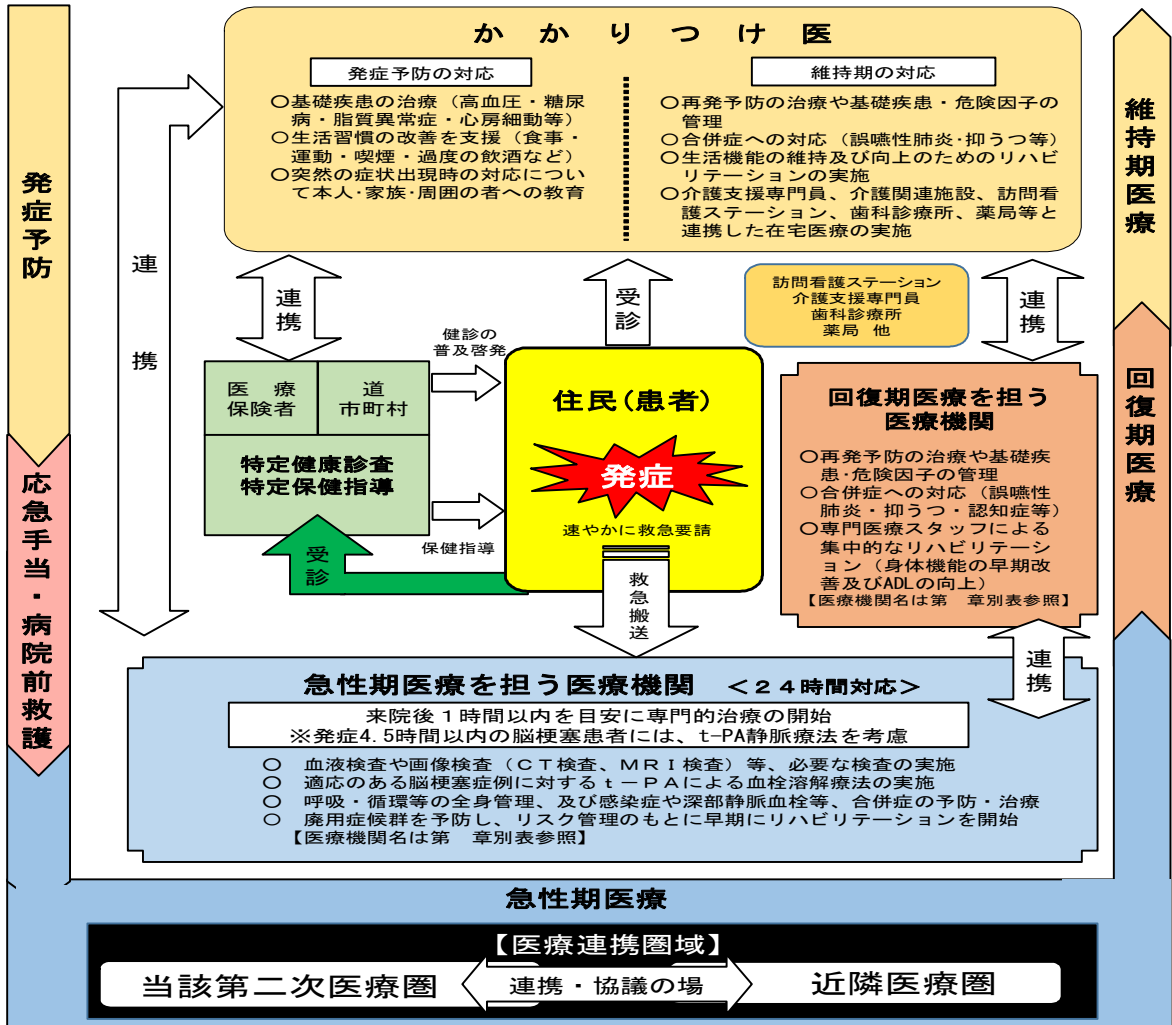 かかりつけ医
発症予防の対応
○基礎疾患の治療（高血圧・糖尿
病・脂質異常症・心房細動等）
○生活習慣の改善を支援（食事・
運動・喫煙・過度の飲酒など）
○突然の症状出現時の対応につい
て本人･家族･周囲の者への教育
維持期の対応
○再発予防の治療や基礎疾患・危険因子の
管理
○合併症への対応（誤嚥性肺炎･抑うつ等）
○生活機能の維持及び向上のためのリハビ
リテーションの実施
○介護支援専門員、介護関連施設、訪問看
護ステーション、歯科診療所、薬局等と
連携した在宅医療の実施
発症予防
応急手当・病院前救護
維持期医療
回復期医療
連携
連携
受診
訪問看護ステーション
介護支援専門員
歯科診療所
薬局 他
連携
健診の
普及啓発
医療
保険者
道
市町村
特定健康診査
特定保健指導
保健指導
受診
住民(患者)
発症
速やかに救急要請
救急搬送
回復期医療を担う
医療機関
○再発予防の治療や基礎疾
患･危険因子の管理
○合併症への対応（誤嚥性
肺炎・抑うつ・認知症等）
○専門医療スタッフによる
集中的なリハビリテーシ
ョン（身体機能の早期改
善及びADLの向上）
【医療機関名は第　章別表参照】
連携
急性期医療を担う医療機関　＜２４時間対応＞
来院後１時間以内を目安に専門的治療の開始
※発症4.5時間以内の脳梗塞患者には、t-PA静脈療法を考慮
○　血液検査や画像検査（ＣＴ検査、ＭＲＩ検査）等、必要な検査の実施
○　適応のある脳梗塞症例に対するｔ－ＰＡによる血栓溶解療法の実施
○　呼吸・循環等の全身管理、及び感染症や深部静脈血栓等、合併症の予防・治療
○　廃用症候群を予防し、リスク管理のもとに早期にリハビリテーションを開始
【医療機関名は第　章別表参照】
急性期医療
【医療連携圏域】
当該第二次医療圏
連携・協議の場
近隣医療圏